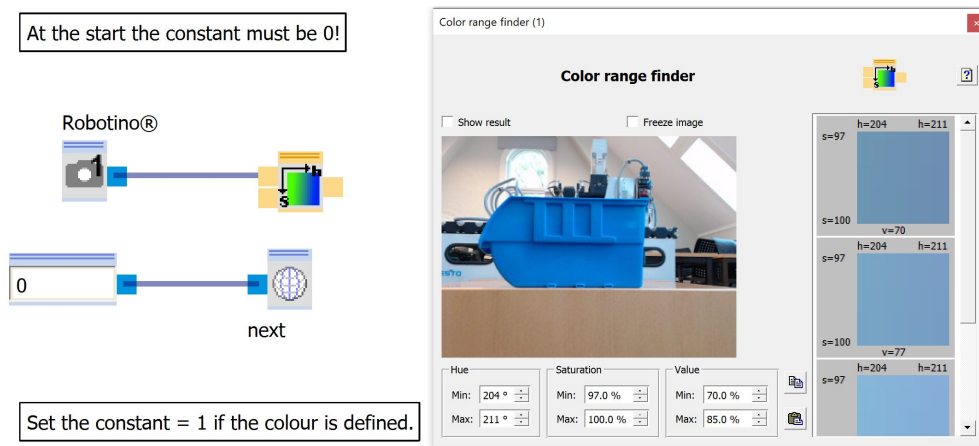 At the start the constant must be 0!
Robotino®
1
h
s
0
next
Set the constant = 1 if the colour is defined.
Color range finder (1)
×
Color range finder
h
s
?
Show result
Freeze image
Hue
Min: 204 °
Max: 211 °
Saturation
Min: 97.0 %
Max: 100.0 %
Value
Min: 70.0 %
Max: 85.0 %
h=204 h=211
s=97
s=100
v=70
h=204 h=211
s=97
s=100
v=77
h=204 h=211
s=97